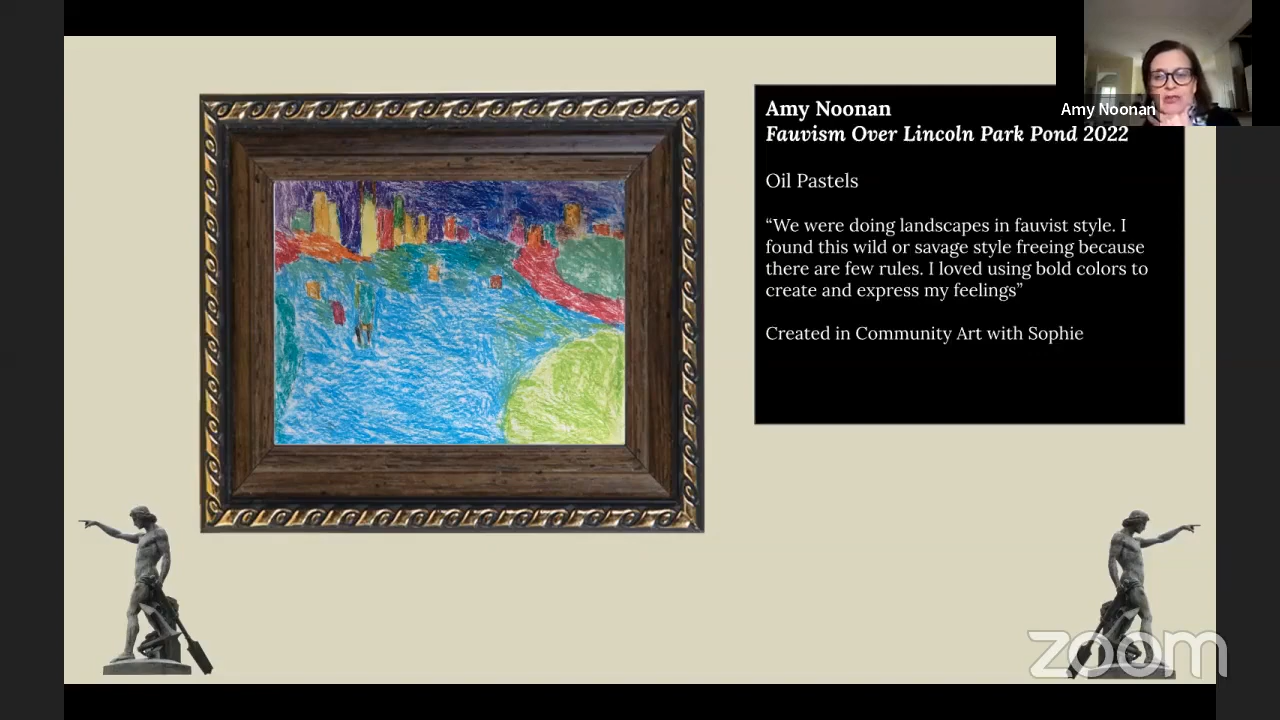 Amy Noonan
Amy Noonan
Fauvism Over Lincoln Park Pond 2022
Oil Pastels
“We were doing landscapes in fauvist style. I
found this wild or savage style freeing because
there are few rules. I loved using bold colors to
create and express my feelings”
Created in Community Art with Sophie
zoom